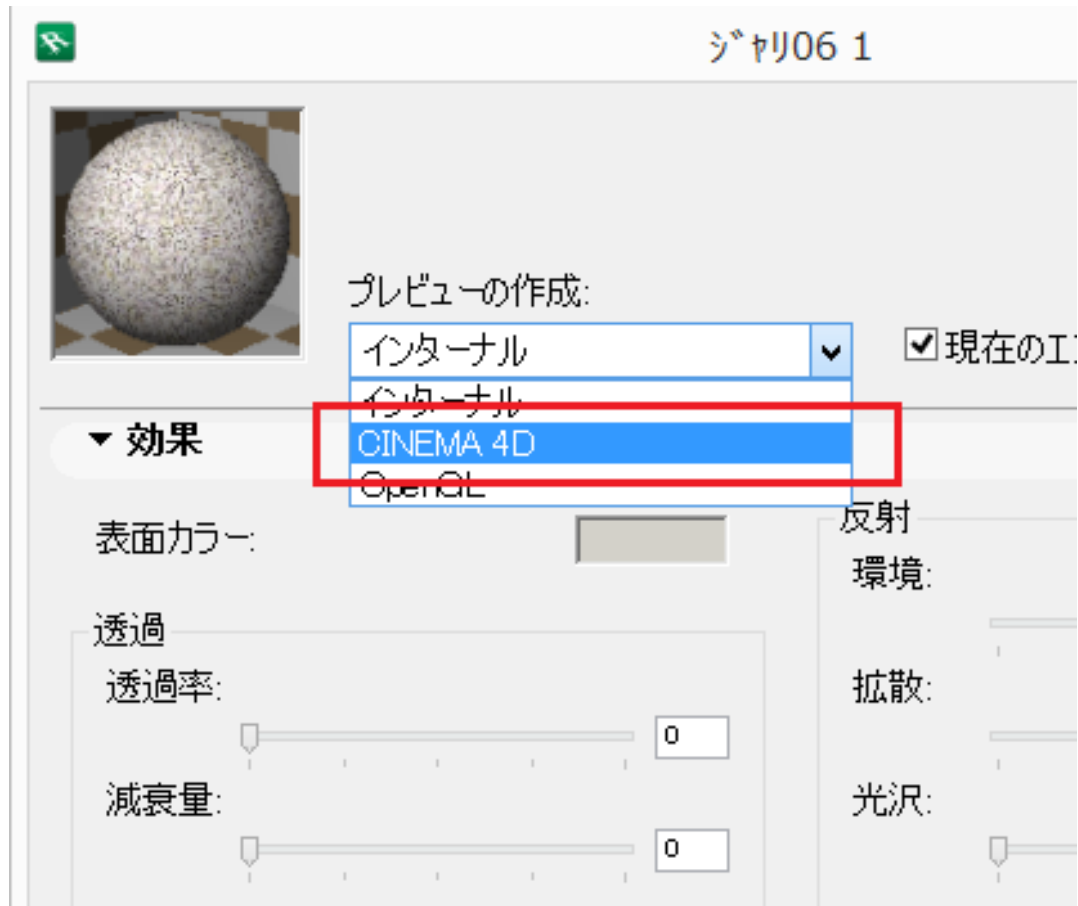 ジャリ06 1
プレビューの作成:
インターナル
現在のエ
インターナル
CINEMA 4D
OpenGL
効果
表面カラー:
透過
透過率:
0
減衰量:
0
反射
環境:
拡散:
光沢: